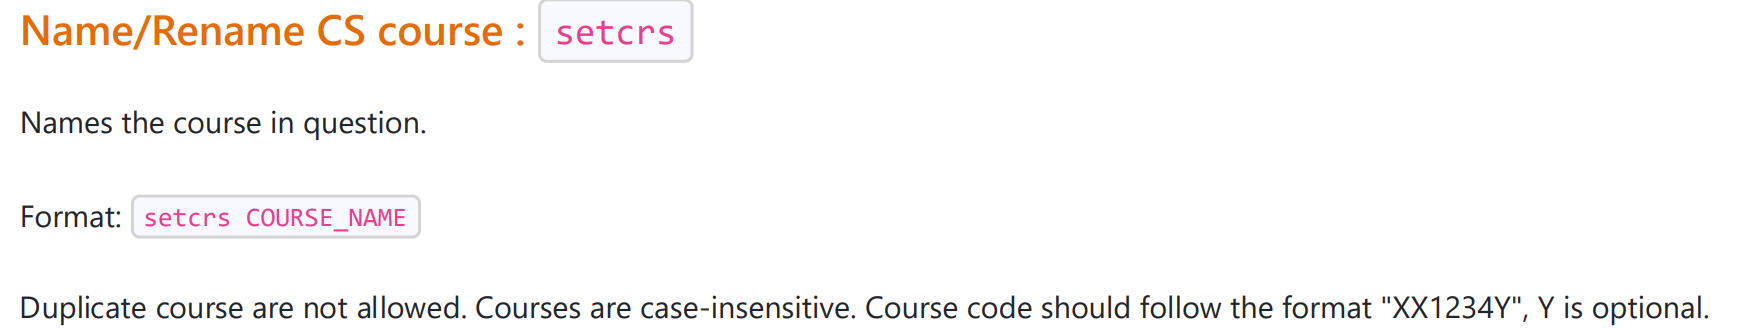 Name/Rename CS course : setcrs
Names the course in question.
Format: setcrs COURSE_NAME
Duplicate course are not allowed. Courses are case-insensitive. Course code should follow the format "XX1234Y", Y is optional.